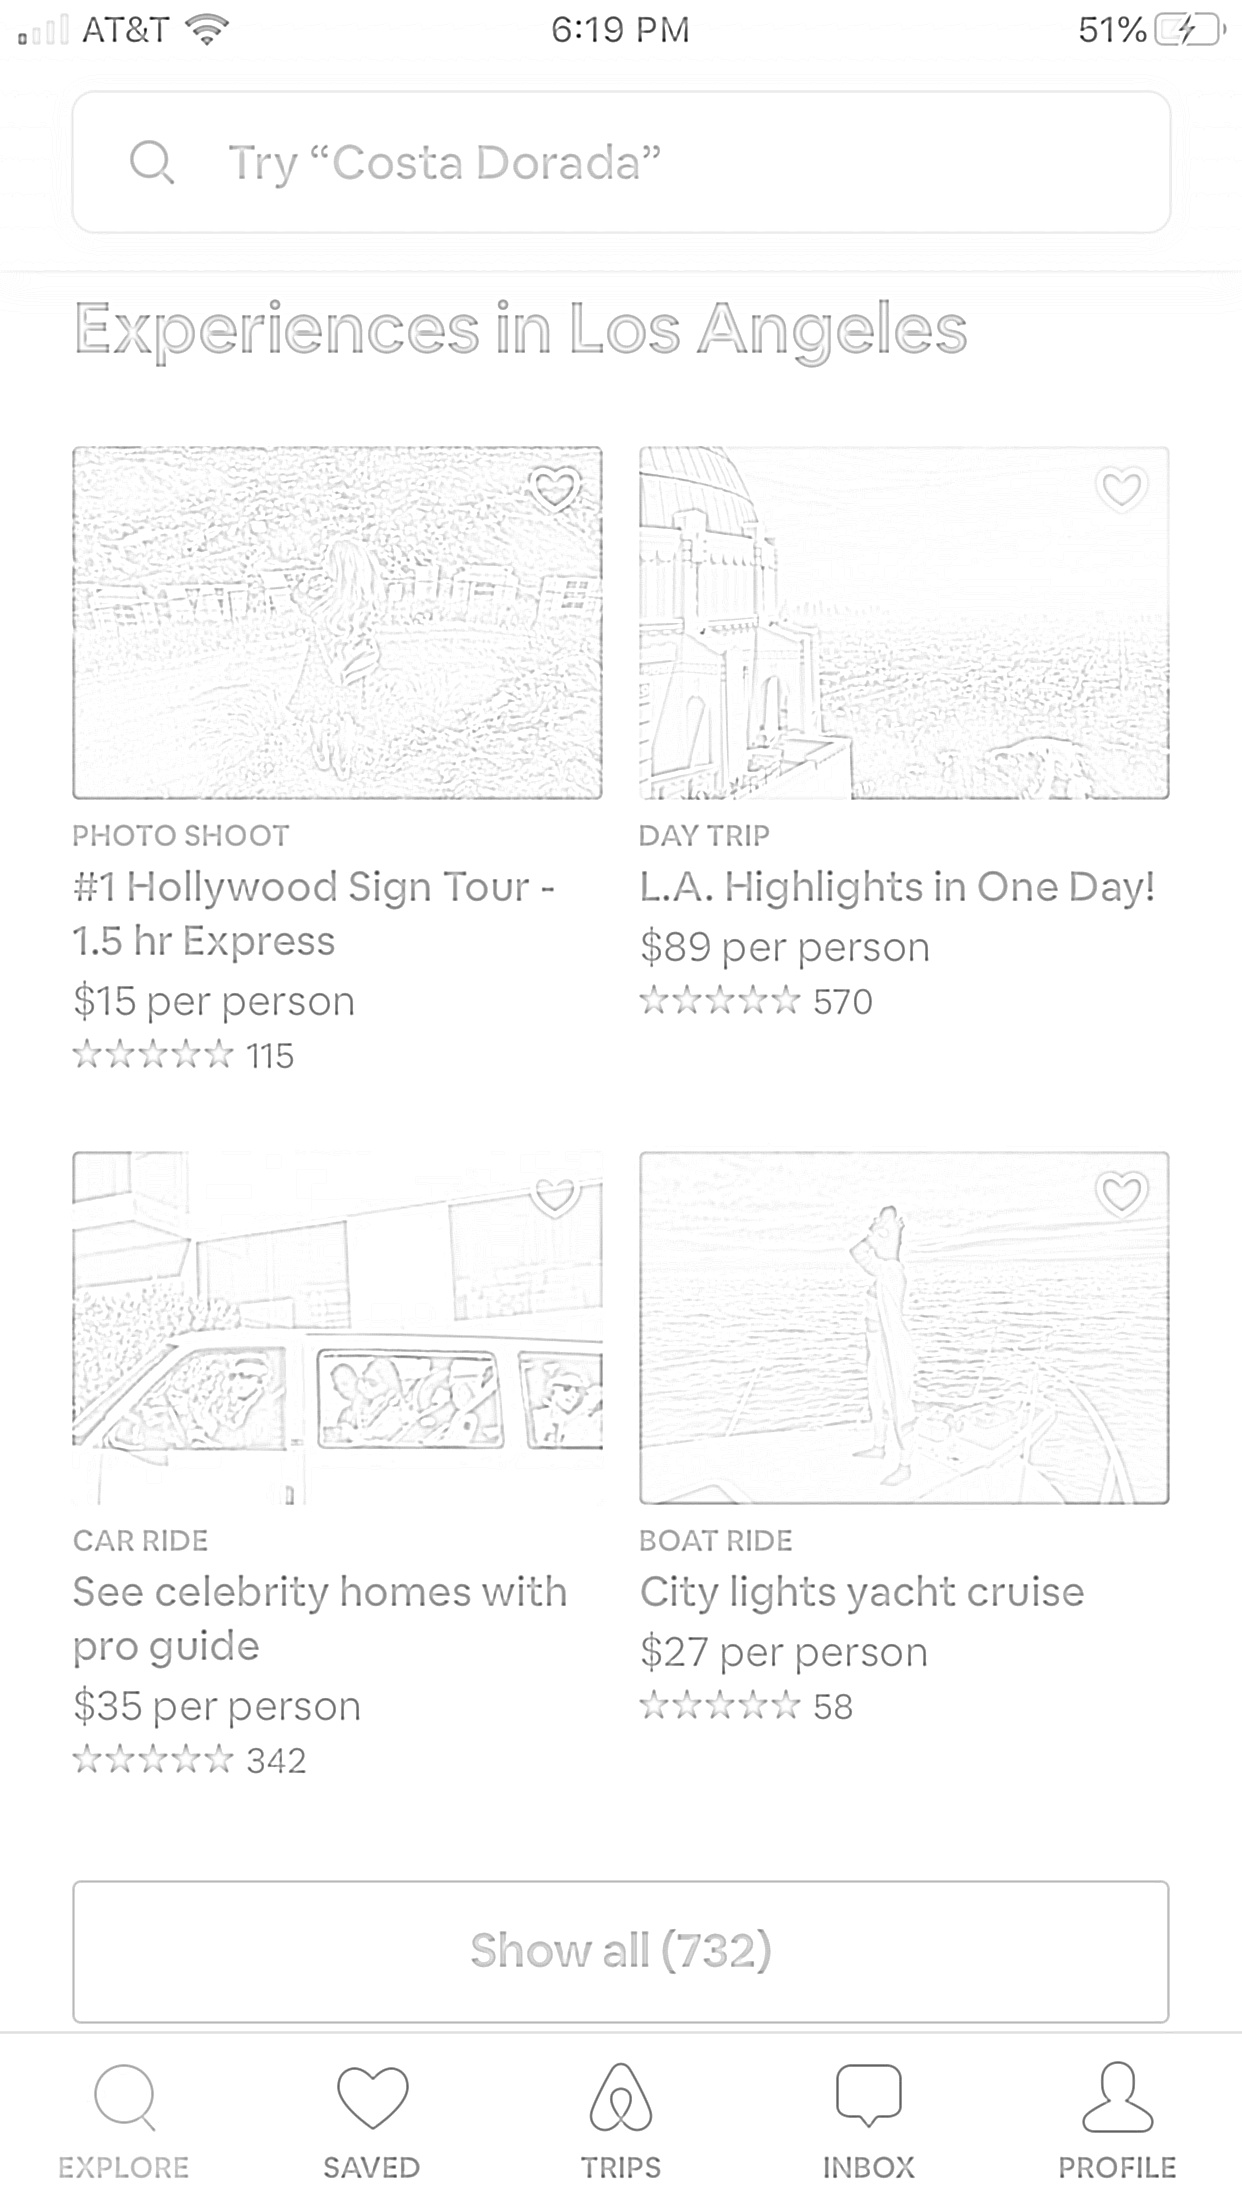 AT&T 6:19 PM 51%
Try “Costa Dorada”
Experiences in Los Angeles
PHOTO SHOOT
#1 Hollywood Sign Tour -
1.5 hr Express
$15 per person
115
DAY TRIP
L.A. Highlights in One Day!
$89 per person
570
CAR RIDE
See celebrity homes with
pro guide
$35 per person
342
BOAT RIDE
City lights yacht cruise
$27 per person
58
Show all (732)
EXPLORE SAVED TRIPS INBOX PROFILE